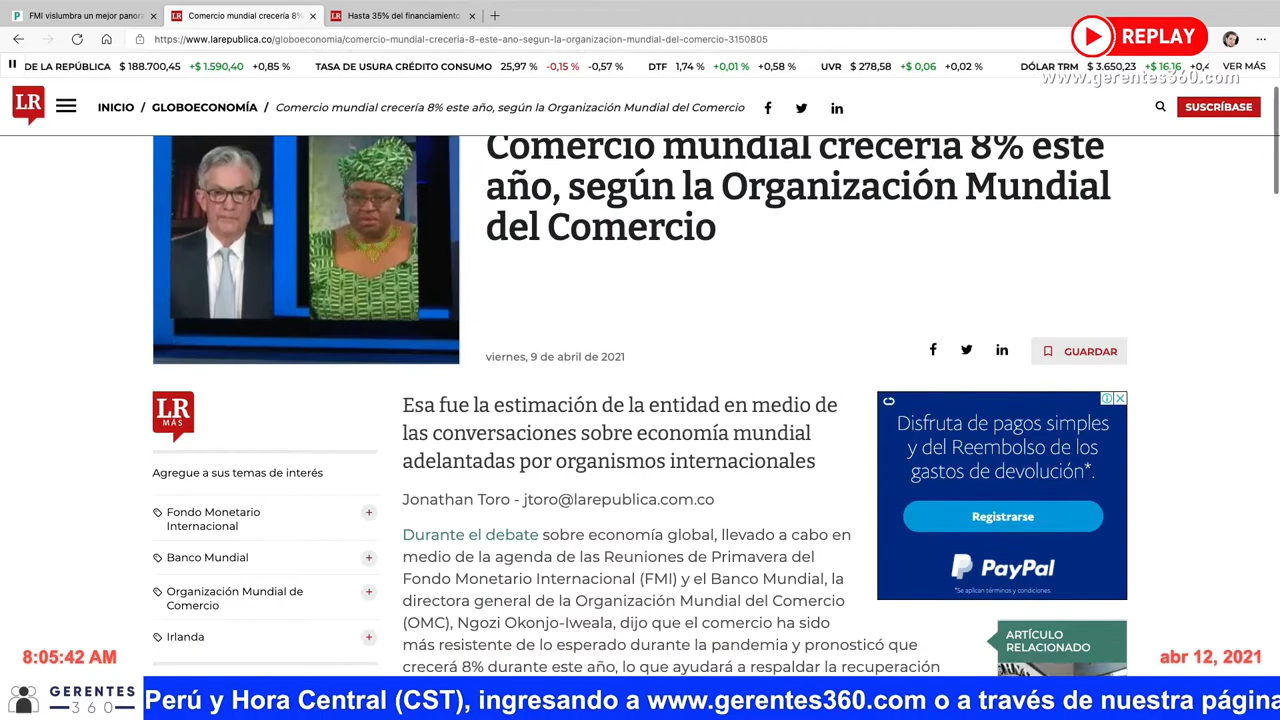 FMI vislumbra un mejor panora
Comercio mundial crecería 8%
Hasta 35% del financiamiento
REPLAY
https://www.larepublica.co/globoeconomia/comercio-mundial-creceria-8-este-ano-segun-la-organizacion-mundial-del-comercio-3150805
DE LA REPÚBLICA $ 188.700,45 +$ 1.590,40 +0,85 % TASA DE USURA CRÉDITO CONSUMO 25,97 % -0,15 % -0,57 % DTF 1,74 % +0,01 % +0,58 % UVR $ 278,58 +$ 0,06 +0,02 % DÓLAR TRM $ 3.650,23 +$ 16,16 +0,4 VER MÁS
www.gerentes360.com
LR INICIO / GLOBOECONOMÍA / Comercio mundial crecería 8% este año, según la Organización Mundial del Comercio
SUSCRÍBASE
Comercio mundial crecería 8% este
año, según la Organización Mundial
del Comercio
viernes, 9 de abril de 2021
GUARDAR
LR
MÁS
Agregue a sus temas de interés
Fondo Monetario
Internacional
Banco Mundial
Organización Mundial de
Comercio
Irlanda
Esa fue la estimación de la entidad en medio de
las conversaciones sobre economía mundial
adelantadas por organismos internacionales
Jonathan Toro - jtoro@larepublica.com.co
Durante el debate sobre economía global, llevado a cabo en
medio de la agenda de las Reuniones de Primavera del
Fondo Monetario Internacional (FMI) y el Banco Mundial, la
directora general de la Organización Mundial del Comercio
(OMC), Ngozi Okonjo-Iweala, dijo que el comercio ha sido
más resistente de lo esperado durante la pandemia y pronosticó que
crecerá 8% durante este año, lo que ayudará a respaldar la recuperación
Disfruta de pagos simples
y del Reembolso de los
gastos de devolución*.
Registrarse
PayPal
*Se aplican términos y condiciones.
ARTÍCULO
RELACIONADO
8:05:42 AM
abr 12, 2021
GERENTES
360
Perú y Hora Central (CST), ingresando a www.gerentes360.com o a través de nuestra página